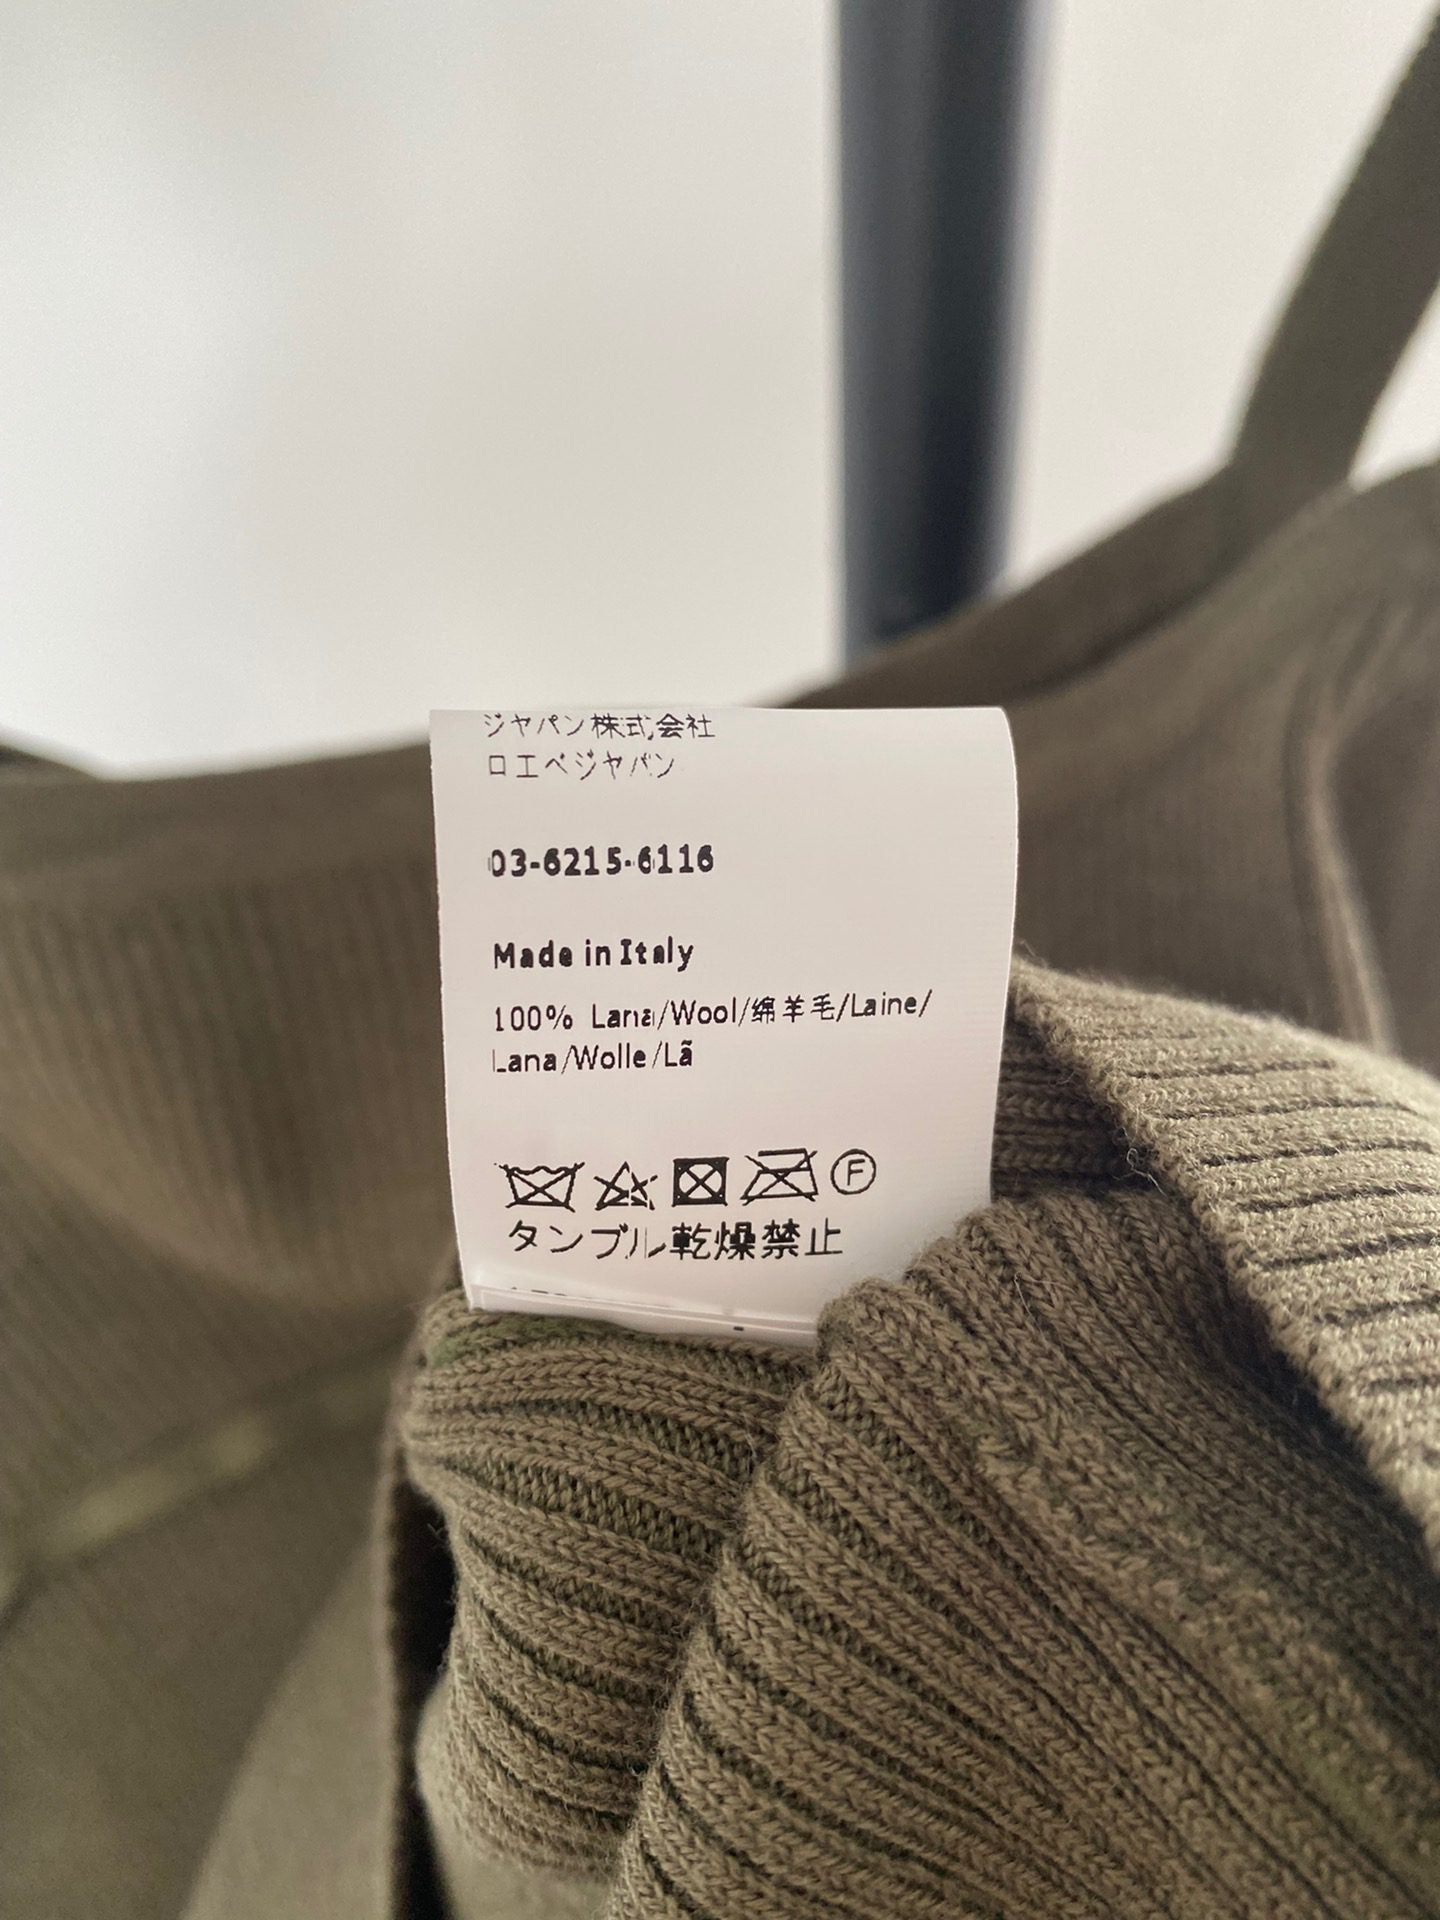 ジャパン株式会社
ロエベジャパン
03-6215-6116
Made in Italy
100% Lana/Wool/绵羊毛/Laine/
Lana/Wolle/Lã
F
タンブル乾燥禁止